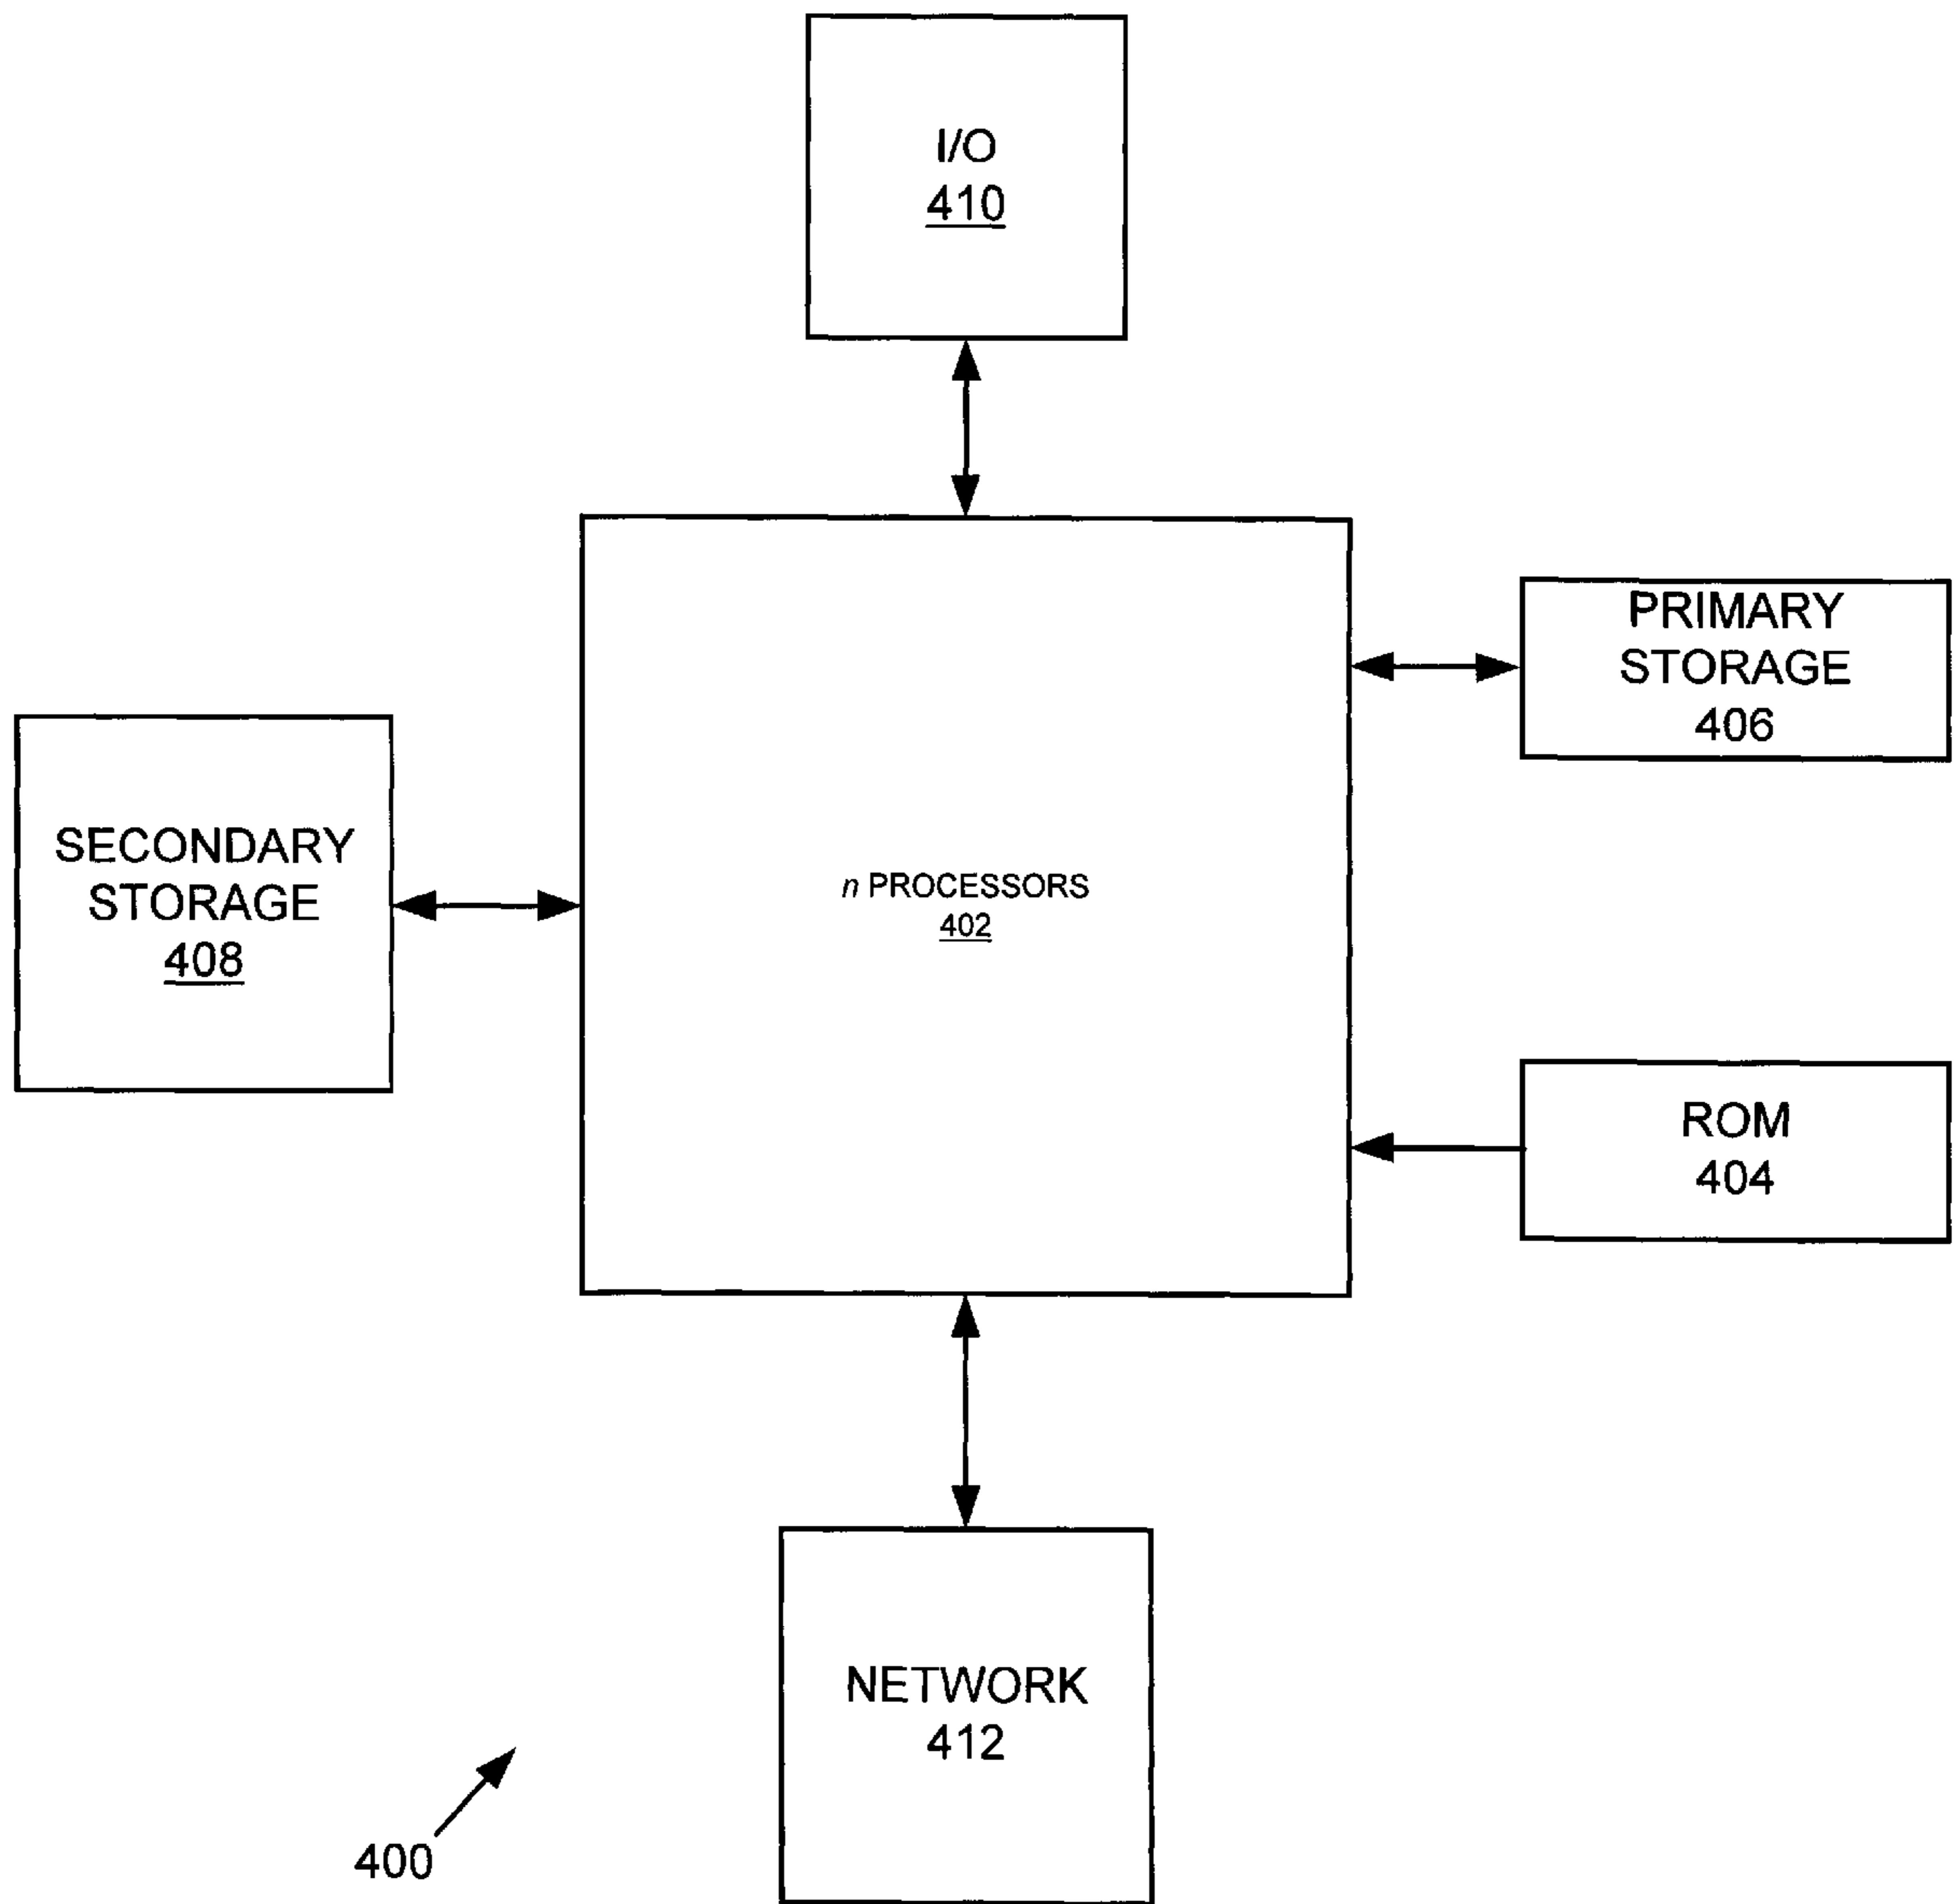 I/O
410
PRIMARY
STORAGE
406
SECONDARY
STORAGE
408
n PROCESSORS
402
ROM
404
NETWORK
412
400